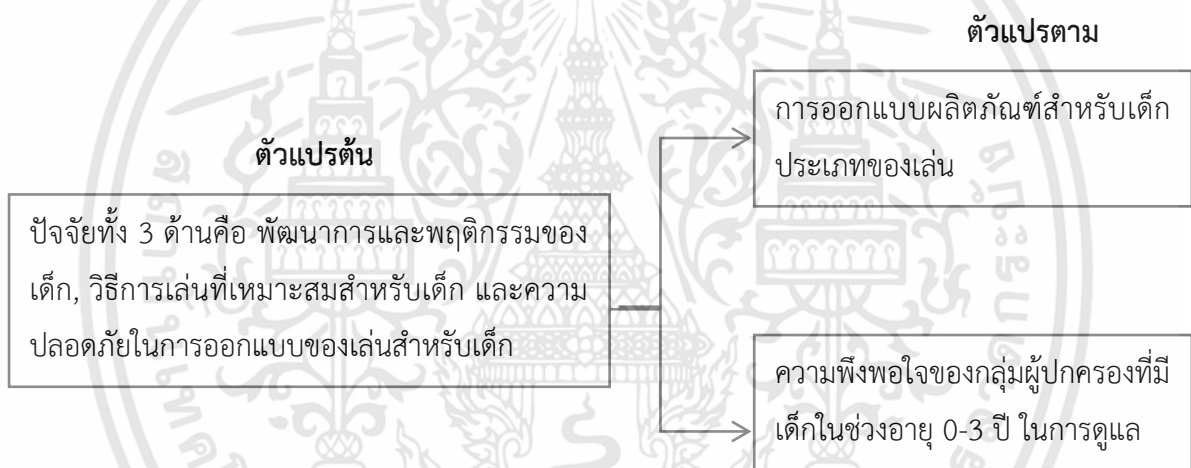 ตัวแปรตาม
การออกแบบผลิตภัณฑ์สำหรับเด็ก
ประเภทของเล่น
ตัวแปรต้น
ปัจจัยทั้ง 3 ด้านคือ พัฒนาการและพฤติกรรมของ
เด็ก, วิธีการเล่นที่เหมาะสมสำหรับเด็ก และความ
ปลอดภัยในการออกแบบของเล่นสำหรับเด็ก
ความพึงพอใจของกลุ่มผู้ปกครองที่มี
เด็กในช่วงอายุ 0-3 ปี ในการดูแล